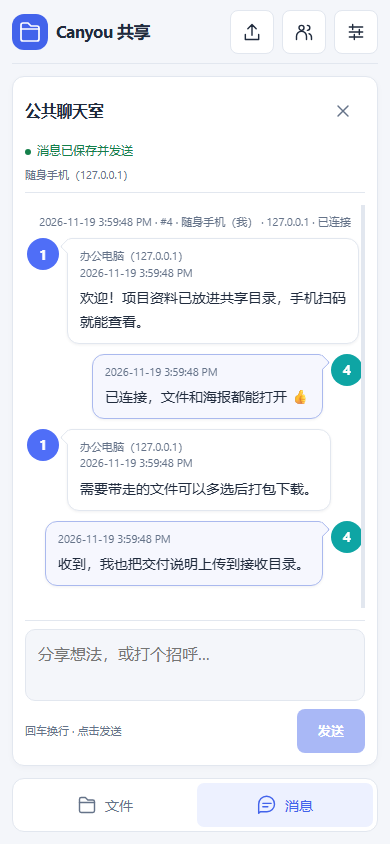 Canyou 共享
公共聊天室
消息已保存并发送
随身手机（127.0.0.1）
2026-11-19 3:59:48 PM · #4 · 随身手机（我） · 127.0.0.1 · 已连接
1
办公电脑（127.0.0.1）
2026-11-19 3:59:48 PM
欢迎！项目资料已放进共享目录，手机扫码
就能查看。
2026-11-19 3:59:48 PM
4
已连接，文件和海报都能打开 👍
1
办公电脑（127.0.0.1）
2026-11-19 3:59:48 PM
需要带走的文件可以多选后打包下载。
2026-11-19 3:59:48 PM
4
收到，我也把交付说明上传到接收目录。
分享想法，或打个招呼...
回车换行 · 点击发送
发送
文件
消息